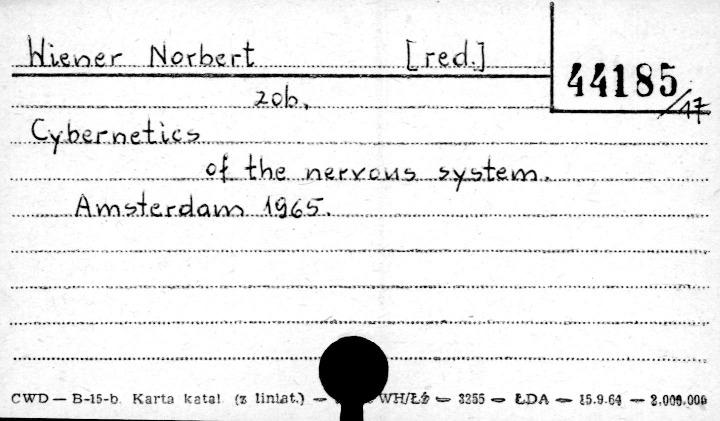 Wiener Norbert [red.]
44185/17
zob.
Cybernetics
of the nervous system.
Amsterdam 1965.
CWD — B-15-b. Karta katal. (z liniat.) — WH/Łź — 3255 — ŁDA — 15.9.64 — 2.000.000